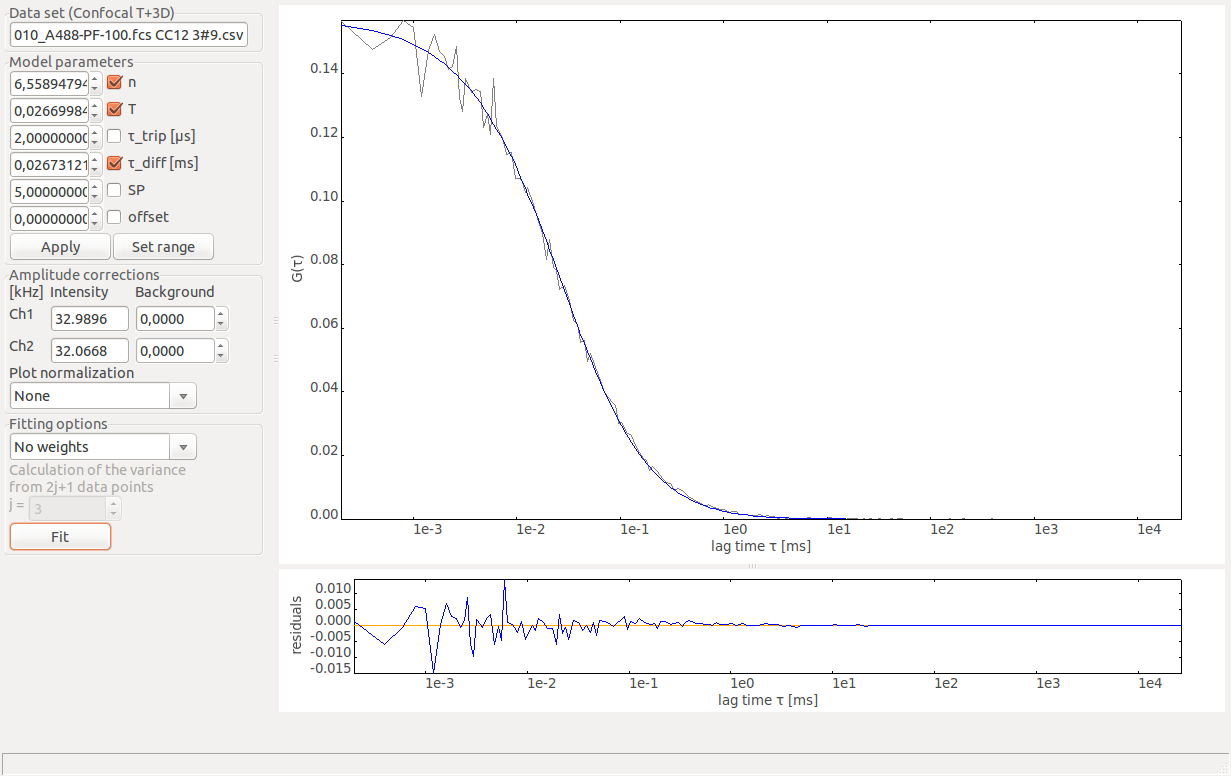 Data set (Confocal T+3D)
010_A488-PF-100.fcs CC12 3#9.csv
Model parameters
6,55894794 n
0,02669984 T
2,00000000 τ_trip [µs]
0,02673121 τ_diff [ms]
5,00000000 SP
0,00000000 offset
Apply Set range
Amplitude corrections
[kHz] Intensity Background
Ch1 32.9896 0,0000
Ch2 32.0668 0,0000
Plot normalization
None
Fitting options
No weights
Calculation of the variance
from 2j+1 data points
j = 3
Fit
G(τ)
0.14
0.12
0.10
0.08
0.06
0.04
0.02
0.00
1e-3 1e-2 1e-1 1e0 1e1 1e2 1e3 1e4
lag time τ [ms]
residuals
0.010
0.005
0.000
-0.005
-0.010
-0.015
1e-3 1e-2 1e-1 1e0 1e1 1e2 1e3 1e4
lag time τ [ms]